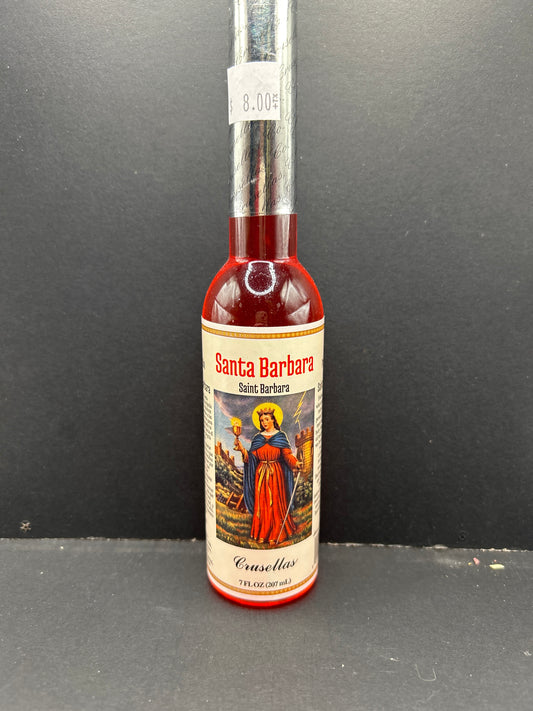 8.00
Santa Barbara
Saint Barbara
Crusellas
7 FL OZ (207 mL)